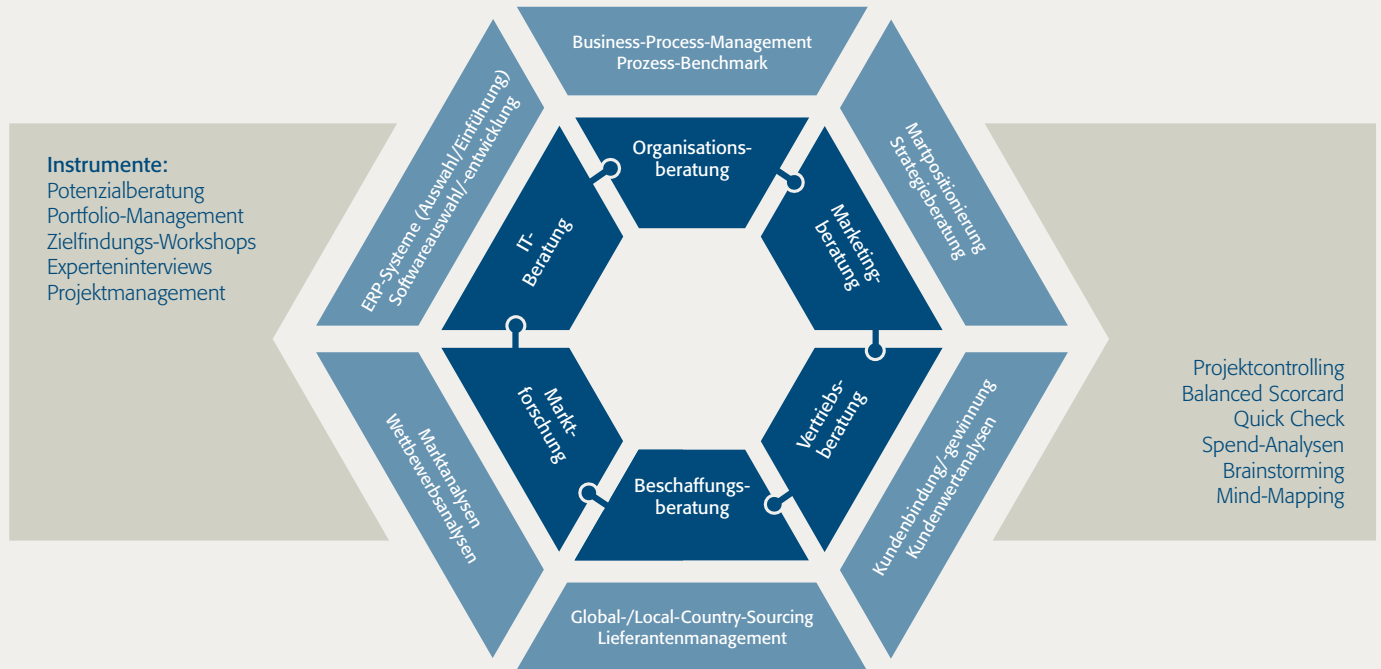 Business-Process-Management
Prozess-Benchmark
ERP-Systeme (Auswahl/Einführung)
Softwareauswahl/-entwicklung
Martpositionierung
Strategieberatung
Instrumente:
Potenzialberatung
Portfolio-Management
Zielfindungs-Workshops
Experteninterviews
Projektmanagement
Organisations-
beratung
IT-
Beratung
Marketing-
beratung
Markt-
forschung
Vertriebs-
beratung
Beschaffungs-
beratung
Marktanalysen
Wettbewerbsanalysen
Kundenbindung/-gewinnung
Kundenwertanalysen
Projektcontrolling
Balanced Scorcard
Quick Check
Spend-Analysen
Brainstorming
Mind-Mapping
Global-/Local-Country-Sourcing
Lieferantenmanagement